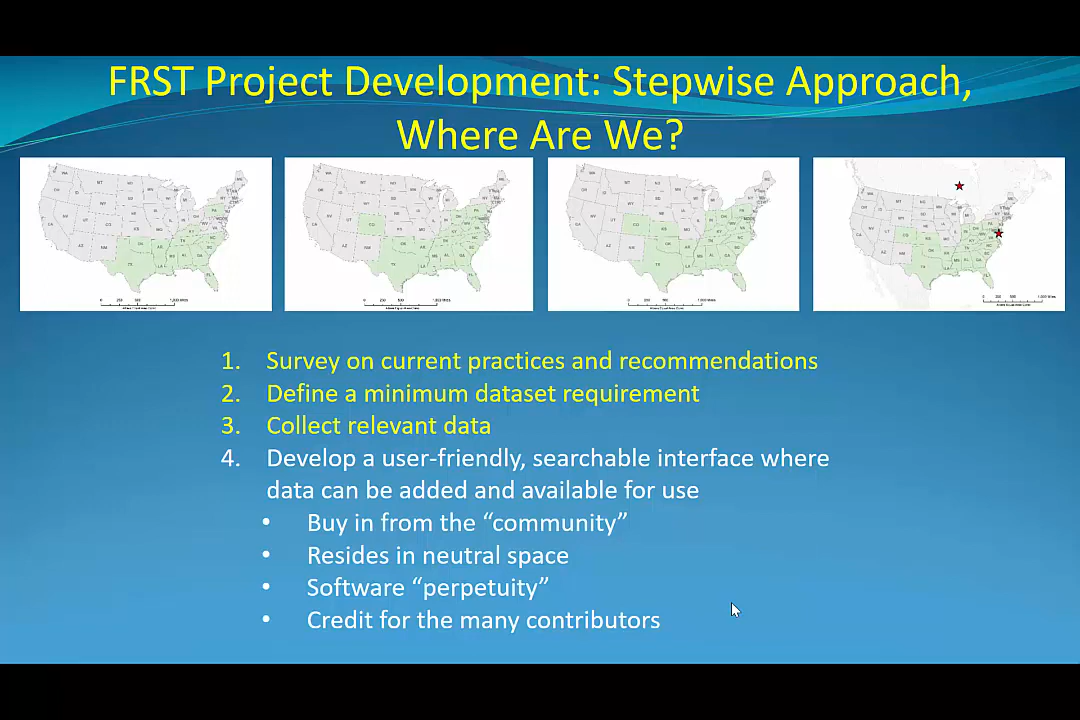 FRST Project Development: Stepwise Approach,
Where Are We?
1. Survey on current practices and recommendations
2. Define a minimum dataset requirement
3. Collect relevant data
4. Develop a user-friendly, searchable interface where
data can be added and available for use
• Buy in from the “community”
• Resides in neutral space
• Software “perpetuity”
• Credit for the many contributors